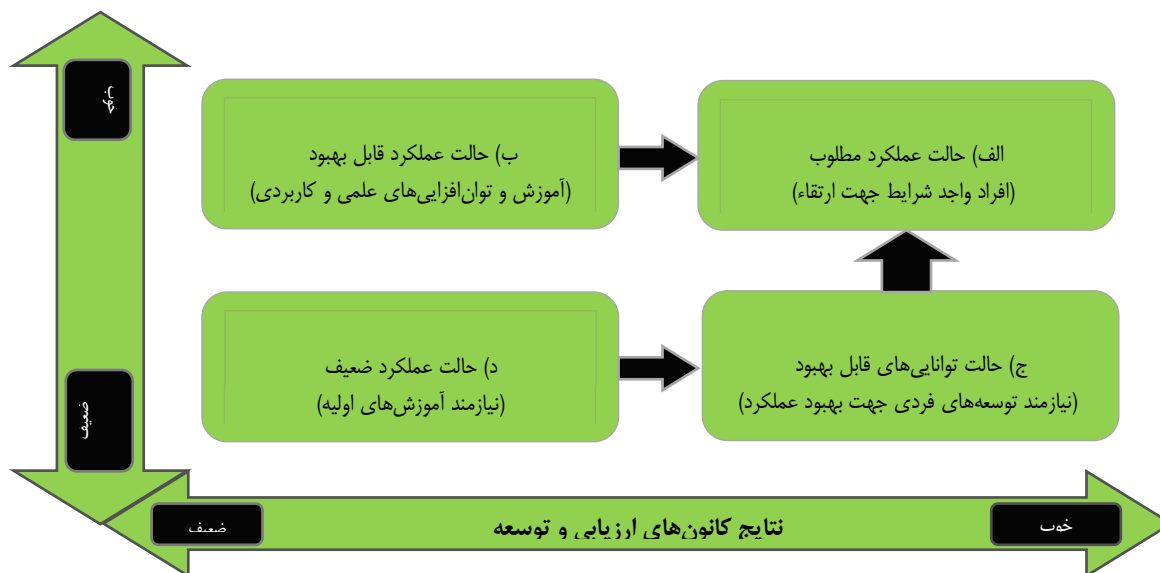 خوب
الف) حالت عملکرد مطلوب
(افراد واجد شرایط جهت ارتقاء)
ب) حالت عملکرد قابل بهبود
(آموزش و توان‌افزایی‌های علمی و کاربردی)
ج) حالت توانایی‌های قابل بهبود
(نیازمند توسعه‌های فردی جهت بهبود عملکرد)
د) حالت عملکرد ضعیف
(نیازمند آموزش‌های اولیه)
ضعیف
خوب
نتایج کانون‌های ارزیابی و توسعه
ضعیف